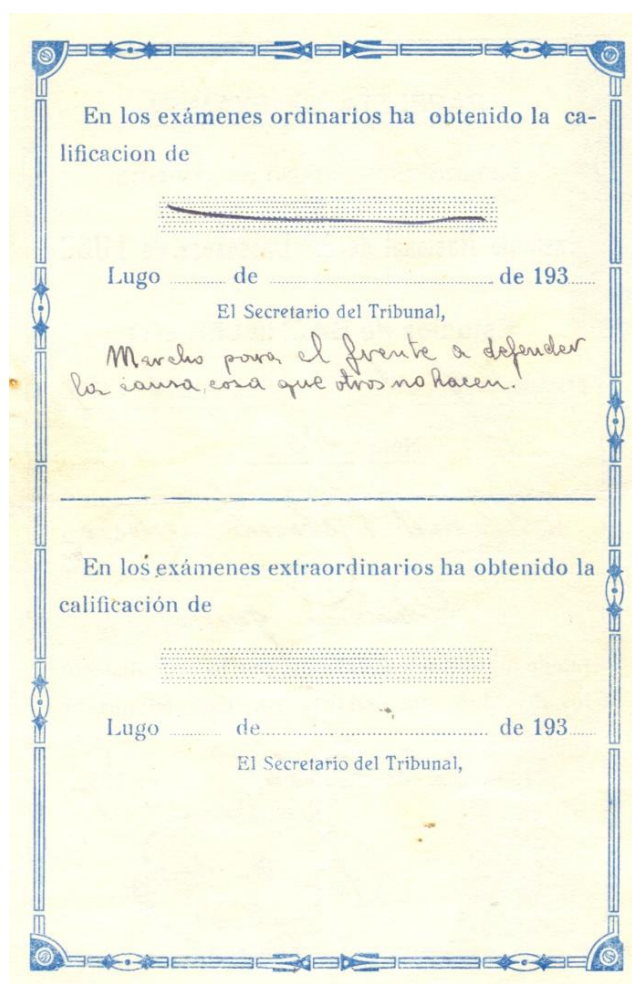 En los exámenes ordinarios ha obtenido la ca-
lificacion de
Lugo ........ de ........ de 193.....
El Secretario del Tribunal,
Marcho para el frente a defender
la causa, cosa que otros no hacen.
En los exámenes extraordinarios ha obtenido la
calificación de
Lugo ........ de ........ de 193.....
El Secretario del Tribunal,